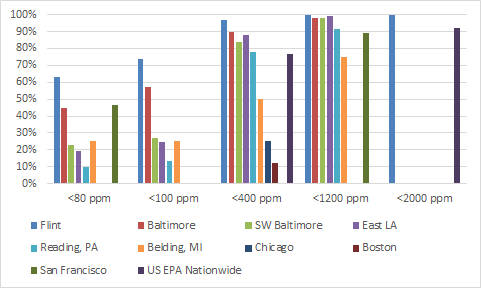 100%
90%
80%
70%
60%
50%
40%
30%
20%
10%
0%
<80 ppm <100 ppm <400 ppm <1200 ppm <2000 ppm
Flint Baltimore SW Baltimore East LA
Reading, PA Belding, MI Chicago Boston
San Francisco US EPA Nationwide